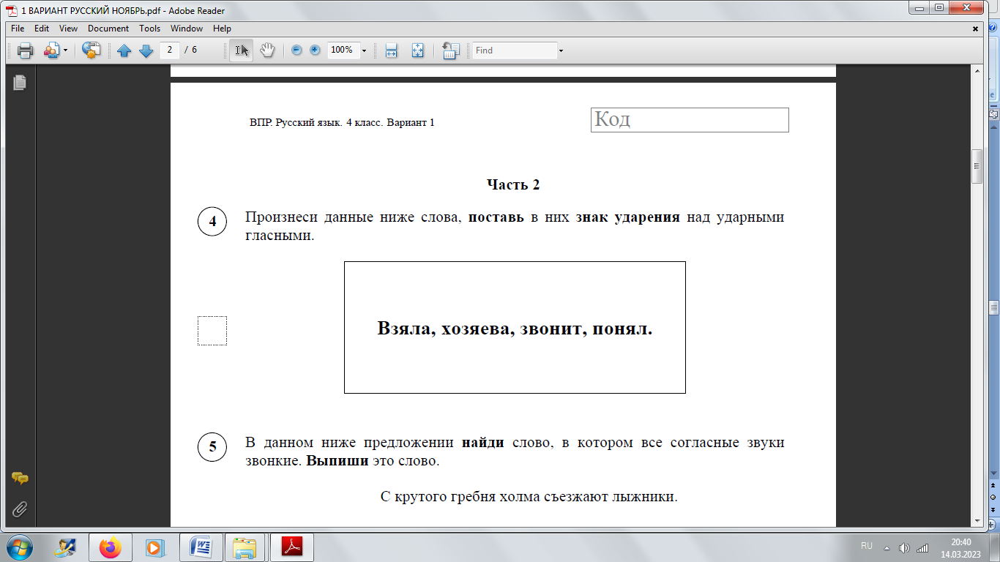 1 ВАРИАНТ РУССКИЙ НОЯБРЬ.pdf - Adobe Reader
File Edit View Document Tools Window Help
2 / 6 100% Find
ВПР. Русский язык. 4 класс. Вариант 1
Код
Часть 2
4 Произнеси данные ниже слова, поставь в них знак ударения над ударными
гласными.
Взяла, хозяева, звонит, понял.
5 В данном ниже предложении найди слово, в котором все согласные звуки
звонкие. Выпиши это слово.
С крутого гребня холма съезжают лыжники.
RU 20:40
14.03.2023